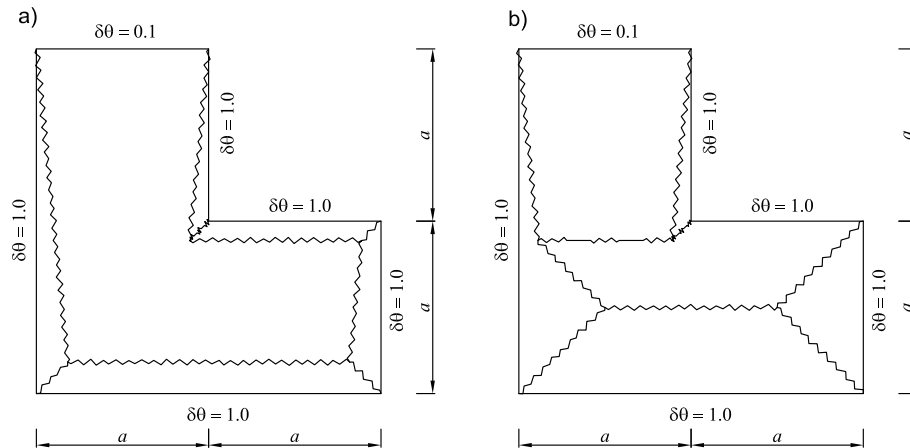 a)
δθ = 0.1
δθ = 1.0
δθ = 1.0
δθ = 1.0
δθ = 1.0
δθ = 1.0
a
a
a
a
b)
δθ = 0.1
δθ = 1.0
δθ = 1.0
δθ = 1.0
δθ = 1.0
δθ = 1.0
a
a
a
a